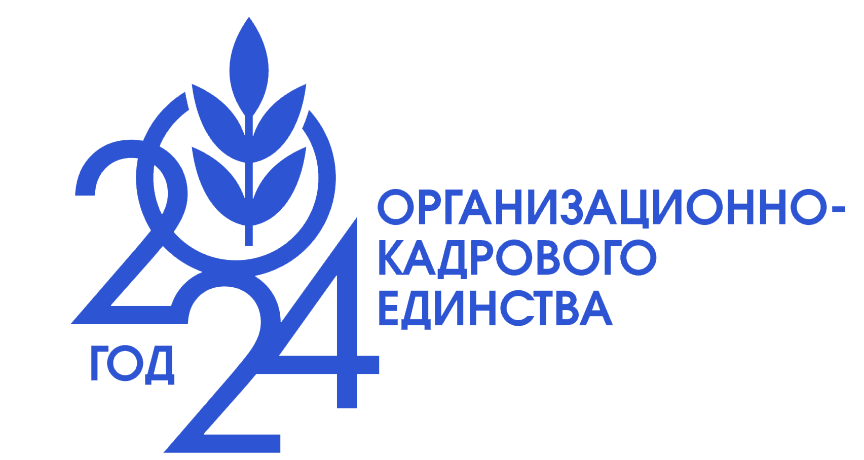 2024
ГОД
ОРГАНИЗАЦИОННО-
КАДРОВОГО
ЕДИНСТВА